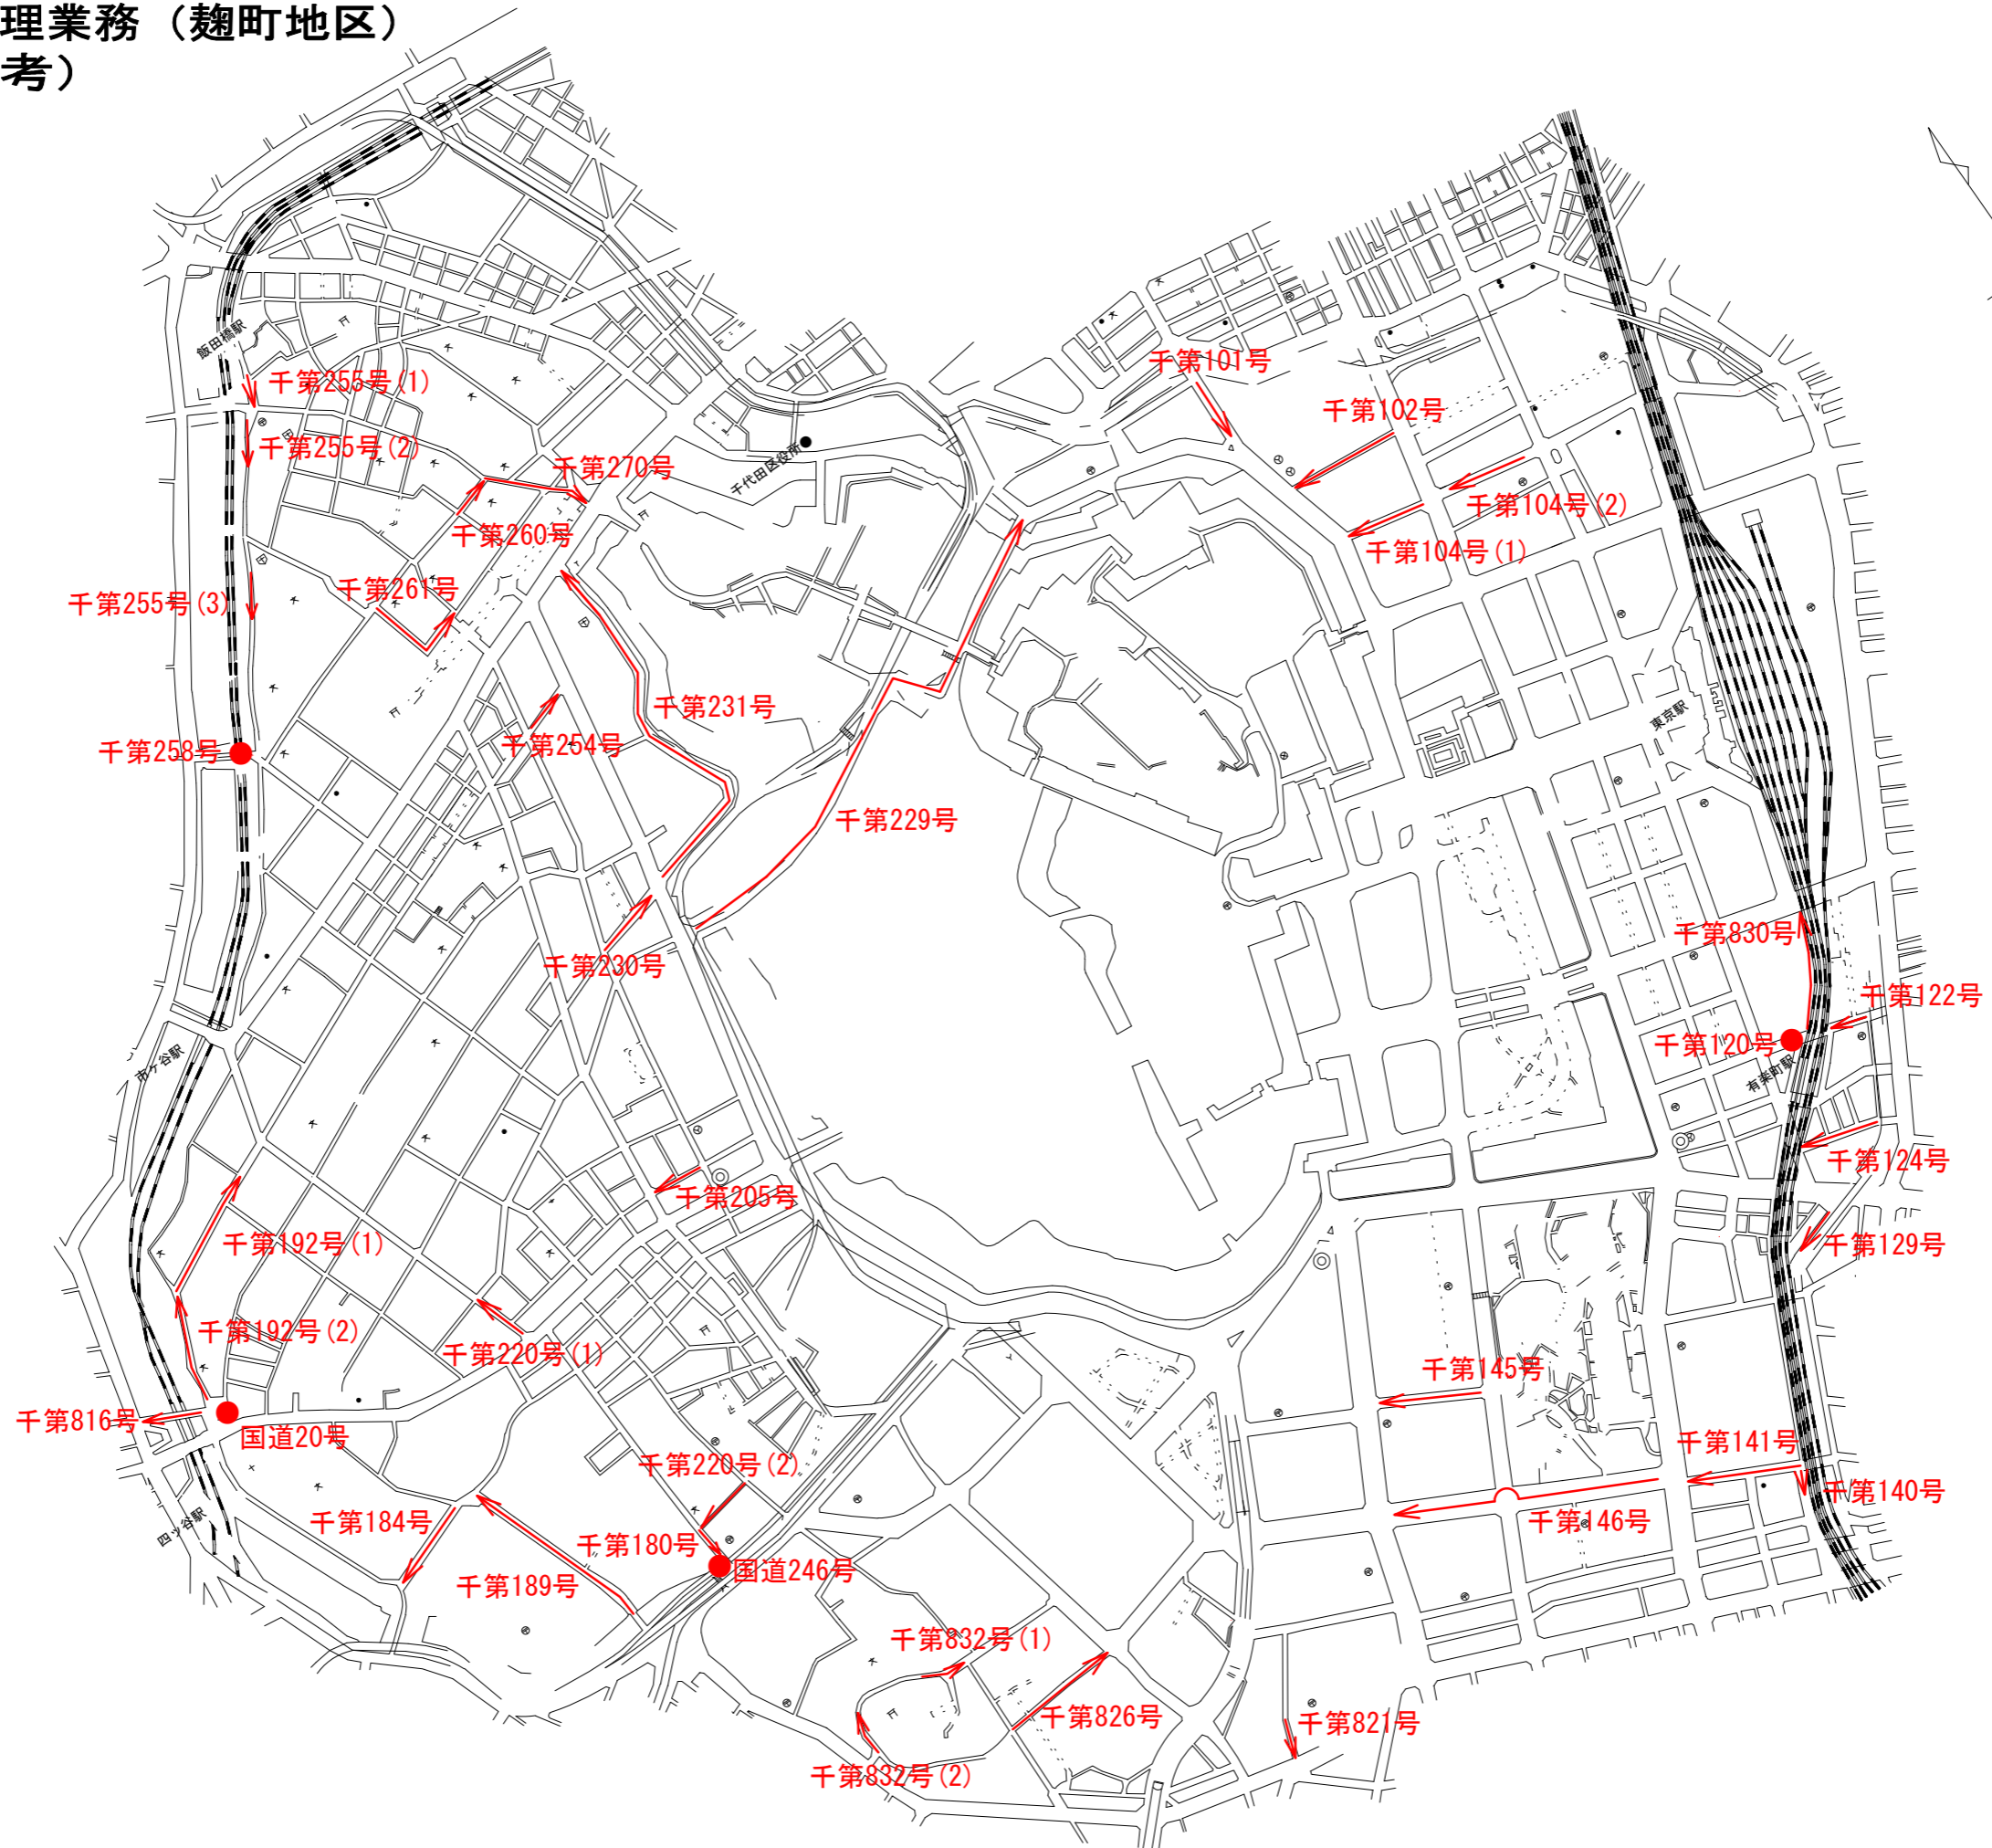 理業務（麹町地区）
考）
飯田橋駅
千第255号(1)
千第255号(2)
千第270号
千代田区役所
千第260号
千第261号
千第255号(3)
千第101号
千第102号
千第104号(2)
千第104号(1)
千第231号
千第254号
千第258号
東京駅
千第229号
千第230号
千第830号
千第122号
千第120号
有楽町駅
市ヶ谷駅
千第205号
千第124号
千第192号(1)
千第129号
千第192号(2)
千第220号(1)
千第145号
千第816号
国道20号
千第141号
千第220号(2)
千第140号
千第184号
四ッ谷駅
千第146号
千第180号
国道246号
千第189号
千第832号(1)
千第826号
千第821号
千第832号(2)